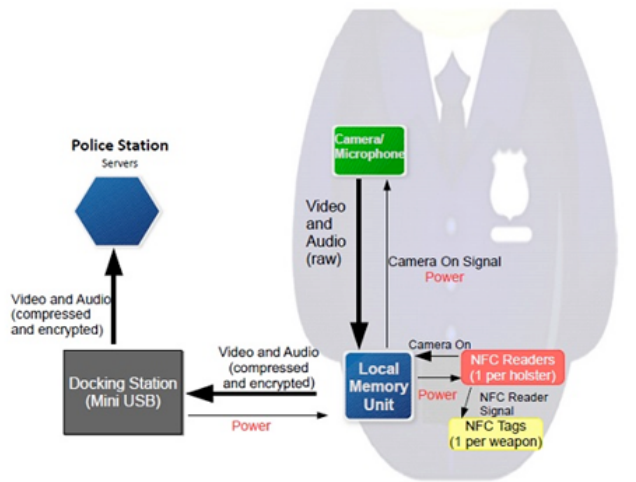 Police Station
Servers
Camera/
Microphone
Video
and
Audio
(raw)
Camera On Signal
Power
Video and Audio
(compressed
and encrypted)
Video and Audio
(compressed
and encrypted)
Docking Station
(Mini USB)
Power
Local
Memory
Unit
Camera On
Power
NFC Readers
(1 per holster)
NFC Reader
Signal
NFC Tags
(1 per weapon)